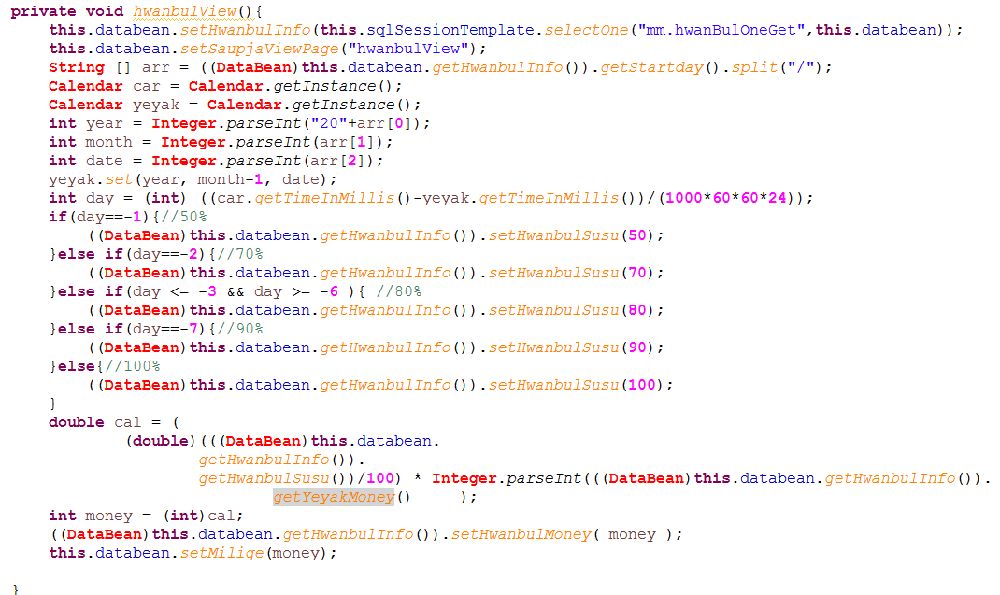 private void hwanbulView(){
    this.databean.setHwanbulInfo(this.sqlSessionTemplate.selectOne("mm.hwanBulOneGet",this.databean));
    this.databean.setSaupjaViewPage("hwanbulView");
    String [] arr = ((DataBean)this.databean.getHwanbulInfo()).getStartday().split("/");
    Calendar car = Calendar.getInstance();
    Calendar yeyak = Calendar.getInstance();
    int year = Integer.parseInt("20"+arr[0]);
    int month = Integer.parseInt(arr[1]);
    int date = Integer.parseInt(arr[2]);
    yeyak.set(year, month-1, date);
    int day = (int) ((car.getTimeInMillis()-yeyak.getTimeInMillis())/(1000*60*60*24));
    if(day==-1){//50%
        ((DataBean)this.databean.getHwanbulInfo()).setHwanbulSusu(50);
    }else if(day==-2){//70%
        ((DataBean)this.databean.getHwanbulInfo()).setHwanbulSusu(70);
    }else if(day <= -3 && day >= -6 ){ //80%
        ((DataBean)this.databean.getHwanbulInfo()).setHwanbulSusu(80);
    }else if(day==-7){//90%
        ((DataBean)this.databean.getHwanbulInfo()).setHwanbulSusu(90);
    }else{//100%
        ((DataBean)this.databean.getHwanbulInfo()).setHwanbulSusu(100);
    }
    double cal = (
            (double)(((DataBean)this.databean.
                    getHwanbulInfo()).
                    getHwanbulSusu())/100) * Integer.parseInt(((DataBean)this.databean.getHwanbulInfo()).
                            getYeyakMoney()     );
    int money = (int)cal;
    ((DataBean)this.databean.getHwanbulInfo()).setHwanbulMoney( money );
    this.databean.setMilige(money);
}